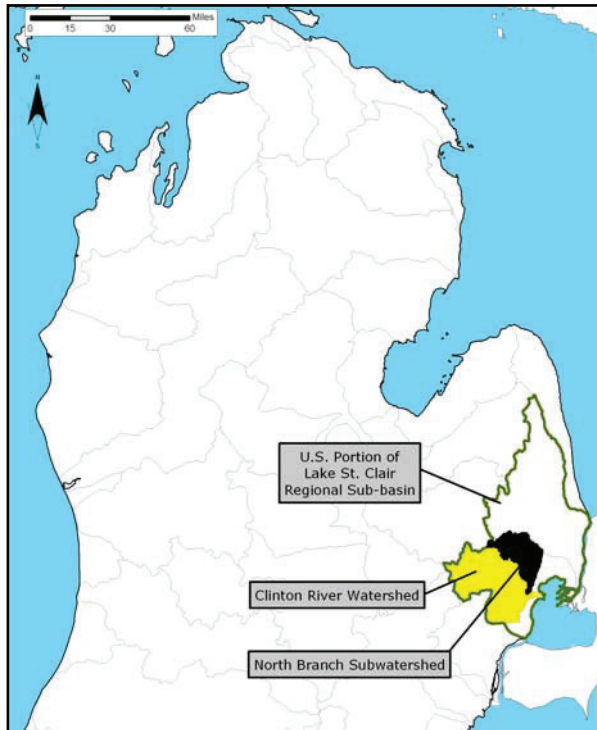 Miles
0 15 30 60
N
S
U.S. Portion of
Lake St. Clair
Regional Sub-basin
Clinton River Watershed
North Branch Subwatershed